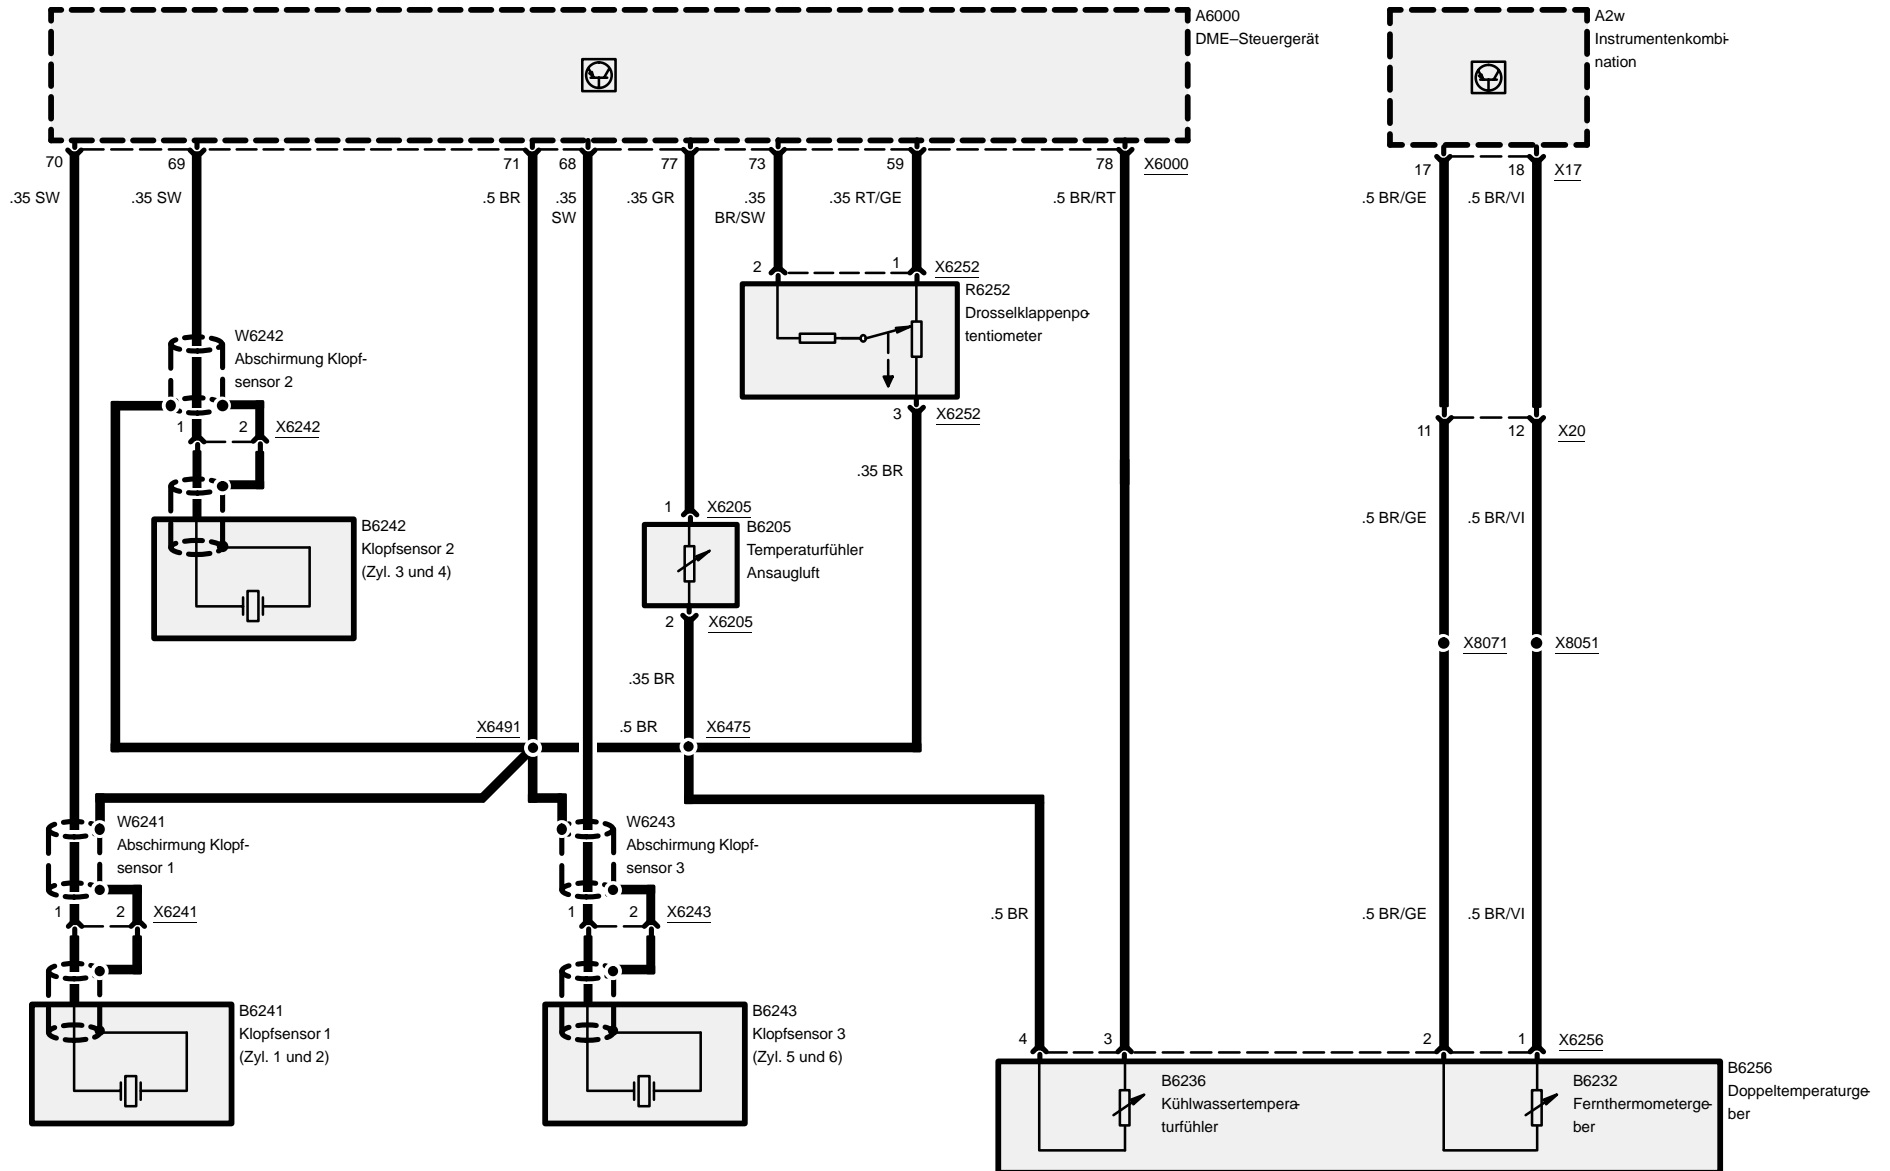 A6000
DME–Steuergerät
A2w
Instrumentenkombi-
nation
70
69
71
68
77
73
59
78
X6000
17
18
X17
.35 SW
.35 SW
.5 BR
.35
SW
.35 GR
.35
BR/SW
.35 RT/GE
.5 BR/RT
.5 BR/GE
.5 BR/VI
2
1
X6252
R6252
Drosselklappenpo-
tentiometer
W6242
Abschirmung Klopf-
sensor 2
3
X6252
1
2
X6242
11
12
X20
.35 BR
1
X6205
B6205
Temperaturfühler
Ansaugluft
B6242
Klopfsensor 2
(Zyl. 3 und 4)
.5 BR/GE
.5 BR/VI
2
X6205
X8071
X8051
.35 BR
X6491
.5 BR
X6475
W6241
Abschirmung Klopf-
sensor 1
W6243
Abschirmung Klopf-
sensor 3
1
2
X6241
1
2
X6243
.5 BR
.5 BR/GE
.5 BR/VI
B6241
Klopfsensor 1
(Zyl. 1 und 2)
B6243
Klopfsensor 3
(Zyl. 5 und 6)
4
3
2
1
X6256
B6256
Doppeltemperaturge-
ber
B6236
Kühlwassertempera-
turfühler
B6232
Fernthermometerge-
ber